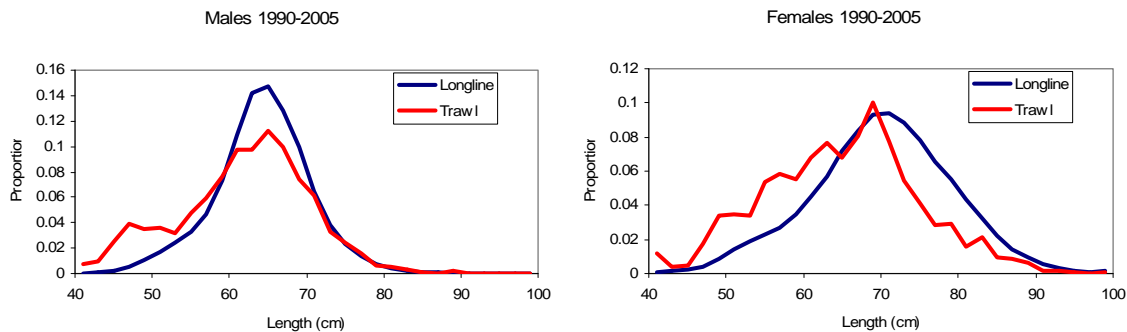 Males 1990-2005
0.16
0.14
0.12
0.1
0.08
0.06
0.04
0.02
0
Proportior
Longline
Trawl
40 50 60 70 80 90 100
Length (cm)
Females 1990-2005
0.12
0.1
0.08
0.06
0.04
0.02
0
Proportior
Longline
Trawl
40 50 60 70 80 90 100
Length (cm)